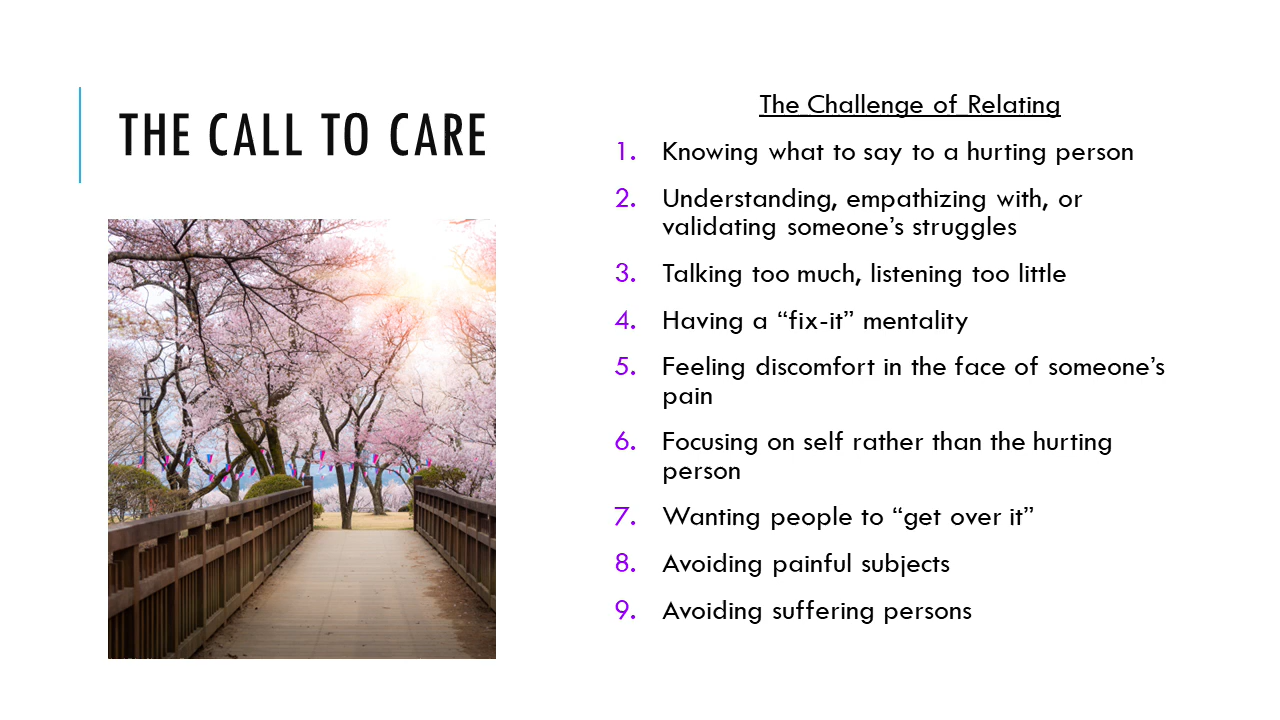 THE CALL TO CARE
The Challenge of Relating
1. Knowing what to say to a hurting person
2. Understanding, empathizing with, or
validating someone’s struggles
3. Talking too much, listening too little
4. Having a “fix-it” mentality
5. Feeling discomfort in the face of someone’s
pain
6. Focusing on self rather than the hurting
person
7. Wanting people to “get over it”
8. Avoiding painful subjects
9. Avoiding suffering persons